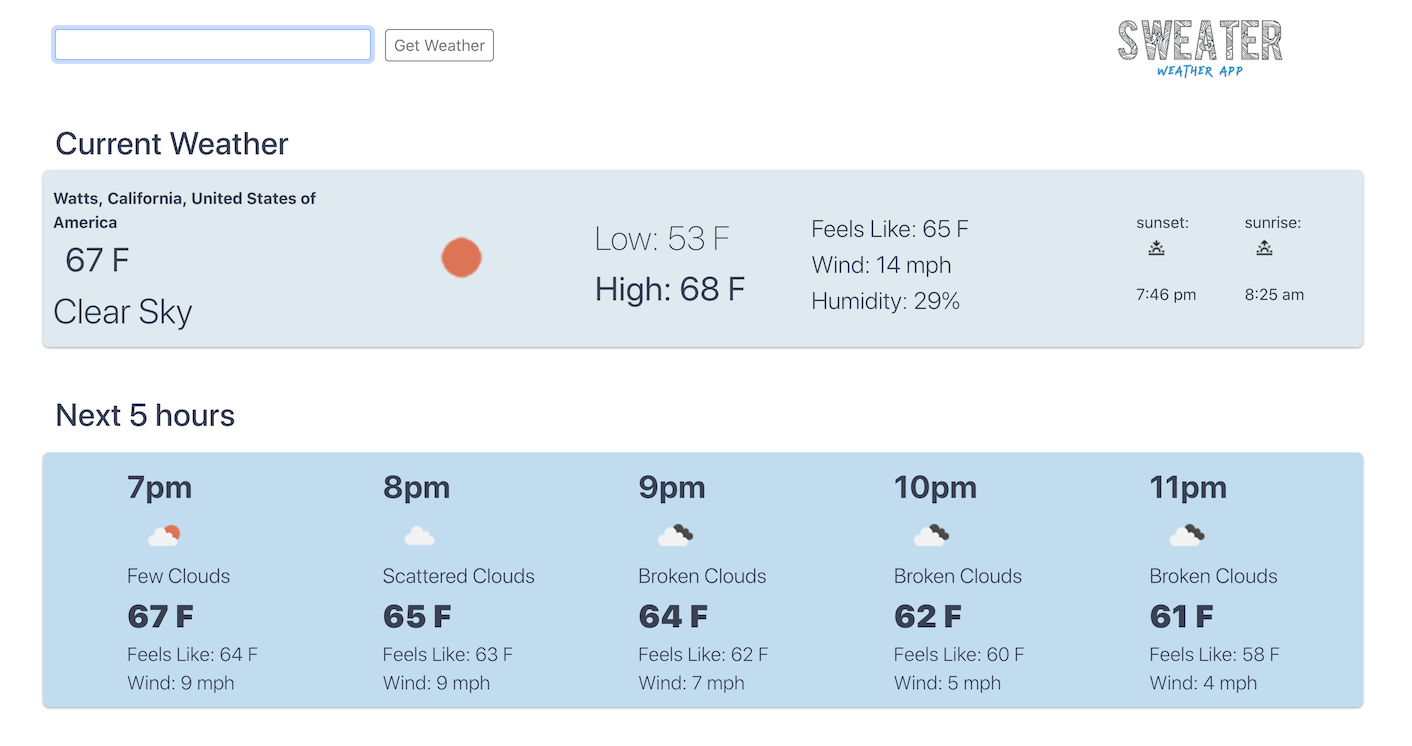 Get Weather
SWEATER
WEATHER APP
Current Weather
Watts, California, United States of
America
67 F
Clear Sky
Low: 53 F
High: 68 F
Feels Like: 65 F
Wind: 14 mph
Humidity: 29%
sunset:
7:46 pm
sunrise:
8:25 am
Next 5 hours
7pm
Few Clouds
67 F
Feels Like: 64 F
Wind: 9 mph
8pm
Scattered Clouds
65 F
Feels Like: 63 F
Wind: 9 mph
9pm
Broken Clouds
64 F
Feels Like: 62 F
Wind: 7 mph
10pm
Broken Clouds
62 F
Feels Like: 60 F
Wind: 5 mph
11pm
Broken Clouds
61 F
Feels Like: 58 F
Wind: 4 mph